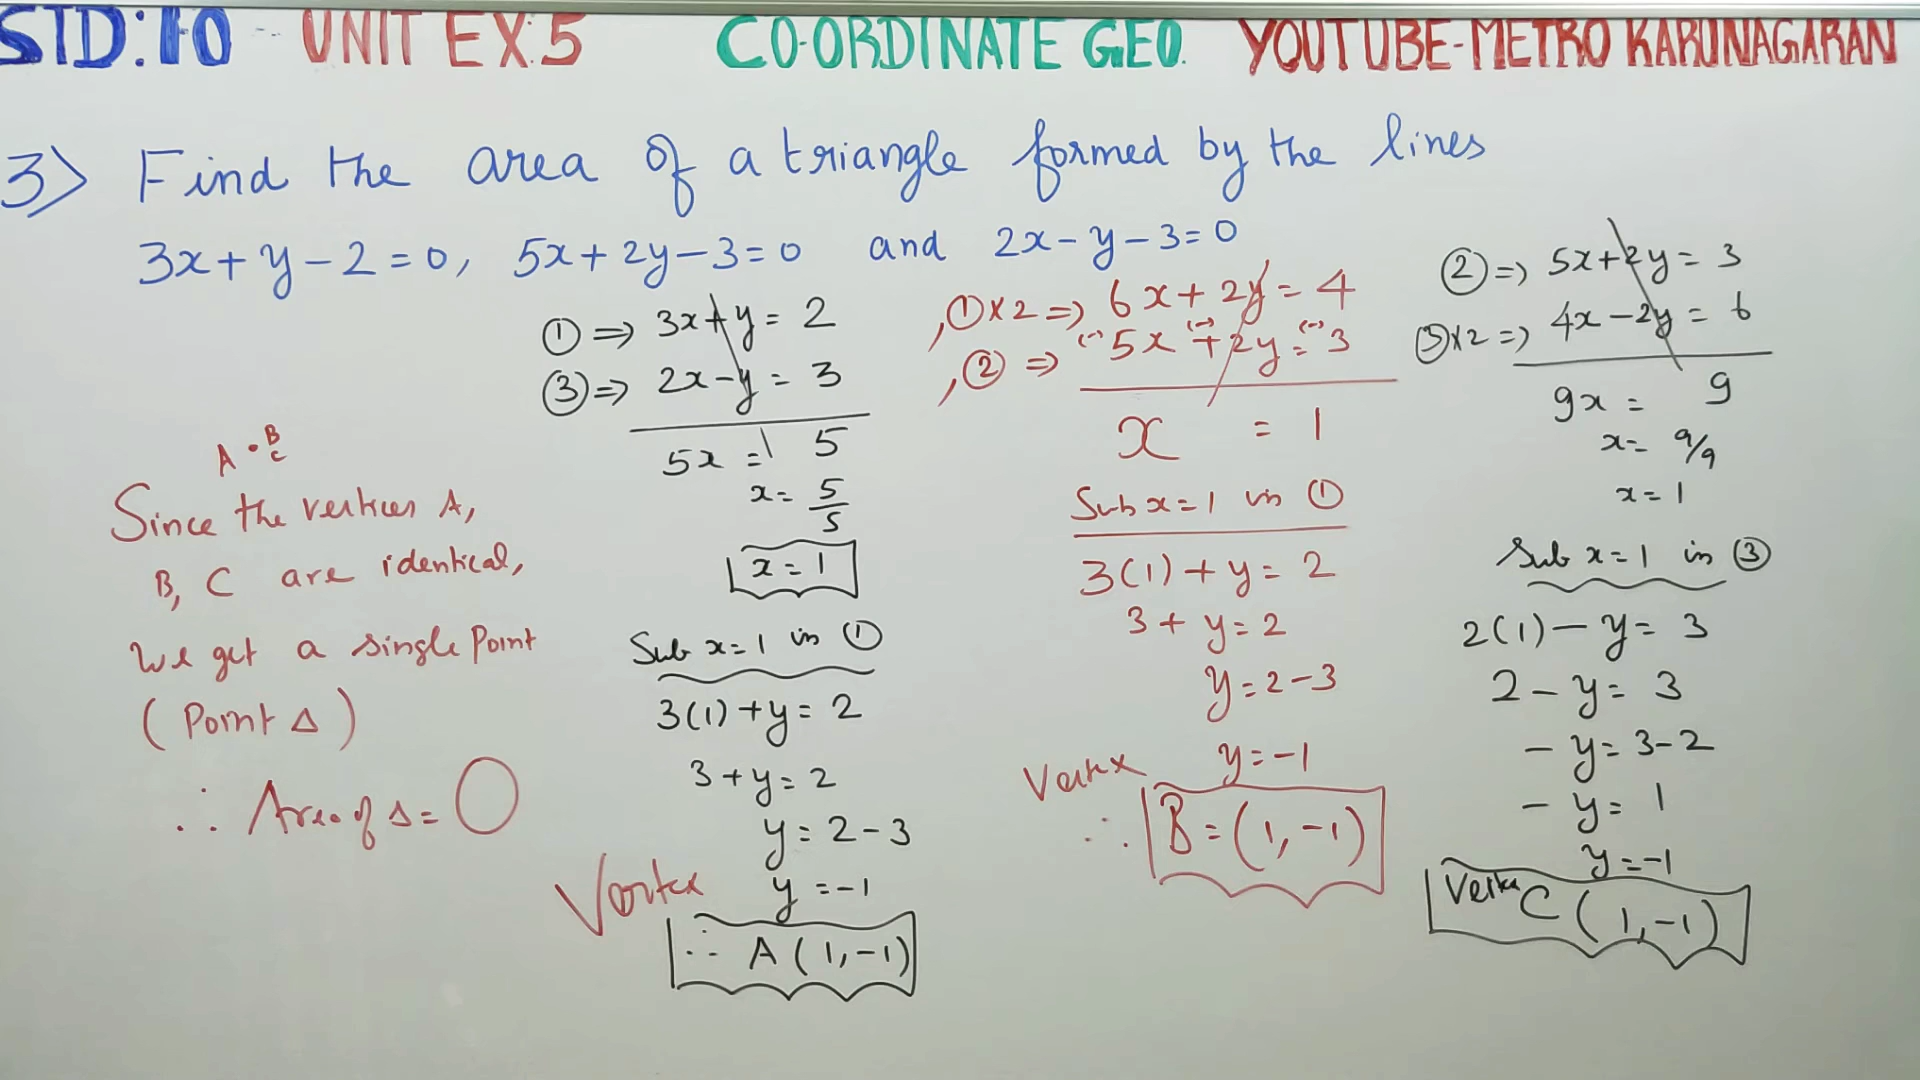 STD:10 UNIT EX:5 CO-ORDINATE GEO. YOUTUBE-METRO KARUNAGARAN
3) Find the area of a triangle formed by the lines
3x+y-2=0, 5x+2y-3=0 and 2x-y-3=0
① ⇒ 3x+y=2
③ ⇒ 2x-y=3
5x = 5
x= 5/5
x=1
Sub x=1 in ①
3(1)+y=2
3+y=2
y=2-3
y=-1
Vertex
∴ A(1,-1)
①×2 ⇒ 6x+2y=4
② ⇒ (-)5x (-)+2y= (-)3
x = 1
Sub x=1 in ①
3(1)+y=2
3+y=2
y=2-3
y=-1
Vertex
∴ B=(1,-1)
② ⇒ 5x+2y=3
③×2 ⇒ 4x-2y=6
9x= 9
x= 9/9
x=1
Sub x=1 in ③
2(1)-y=3
2-y=3
-y=3-2
-y=1
y=-1
Vertex C(1,-1)
A • B
C
Since the vertices A,
B, C are identical,
We get a single Point
(Point Δ)
∴ Area of Δ= 0